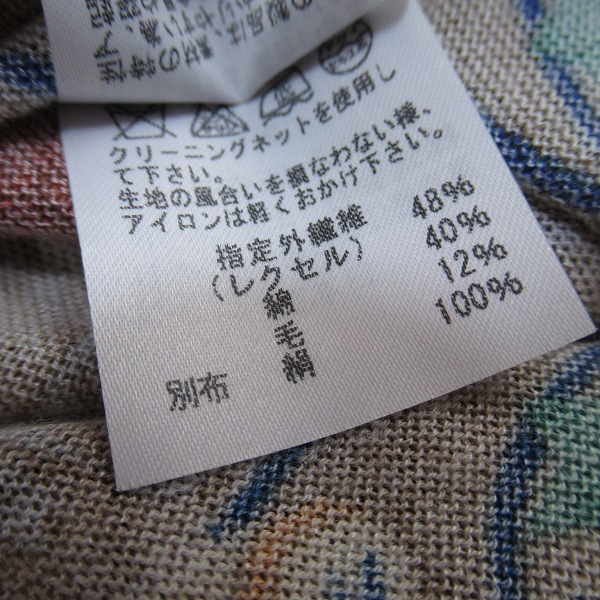 クリーニングネットを使用し
て下さい。
生地の風合いを損なわない様、
アイロンは軽くおかけ下さい。
指定外繊維 48%
(レクセル)
綿 40%
毛 12%
別布 絹 100%